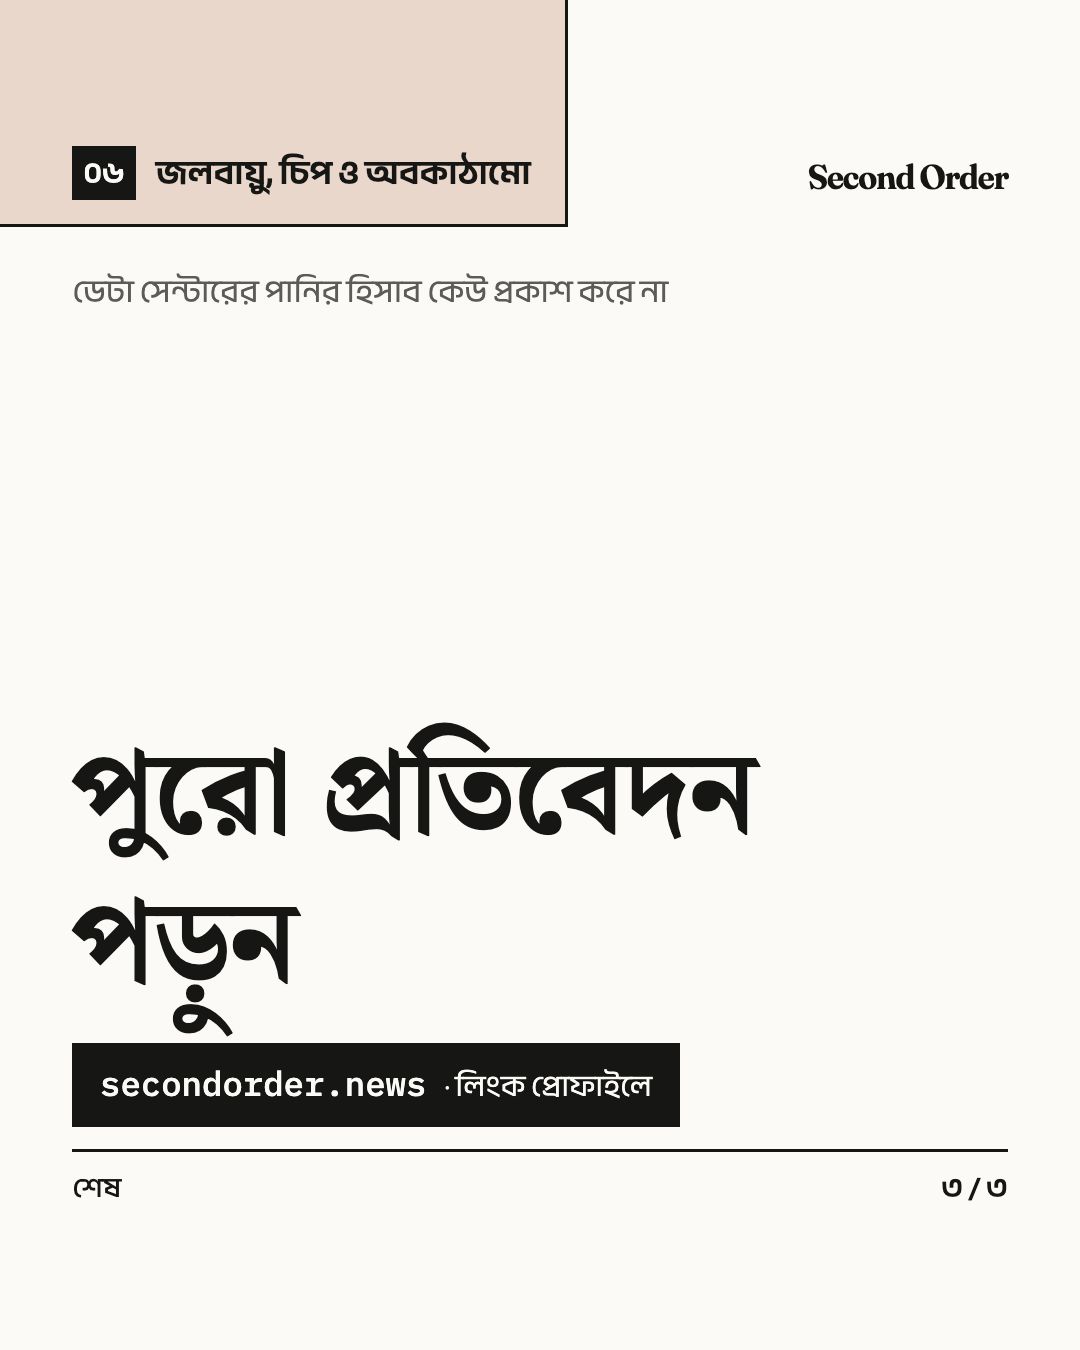 ০৬ জলবায়ু, চিপ ও অবকাঠামো
Second Order
ডেটা সেন্টারের পানির হিসাব কেউ প্রকাশ করে না
পুরো প্রতিবেদন
পড়ুন
secondorder.news · লিংক প্রোফাইলে
শেষ
৩ / ৩